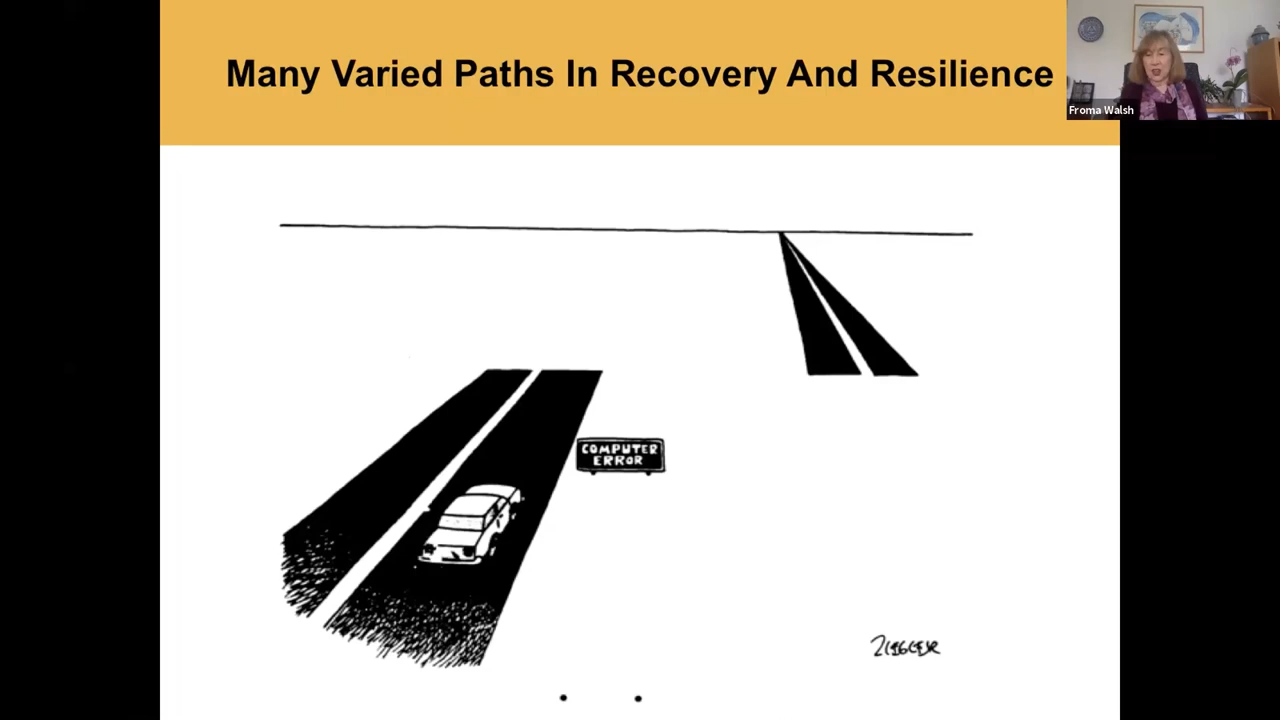 Many Varied Paths In Recovery And Resilience
Froma Walsh
COMPUTER
ERROR
ZIEGLER